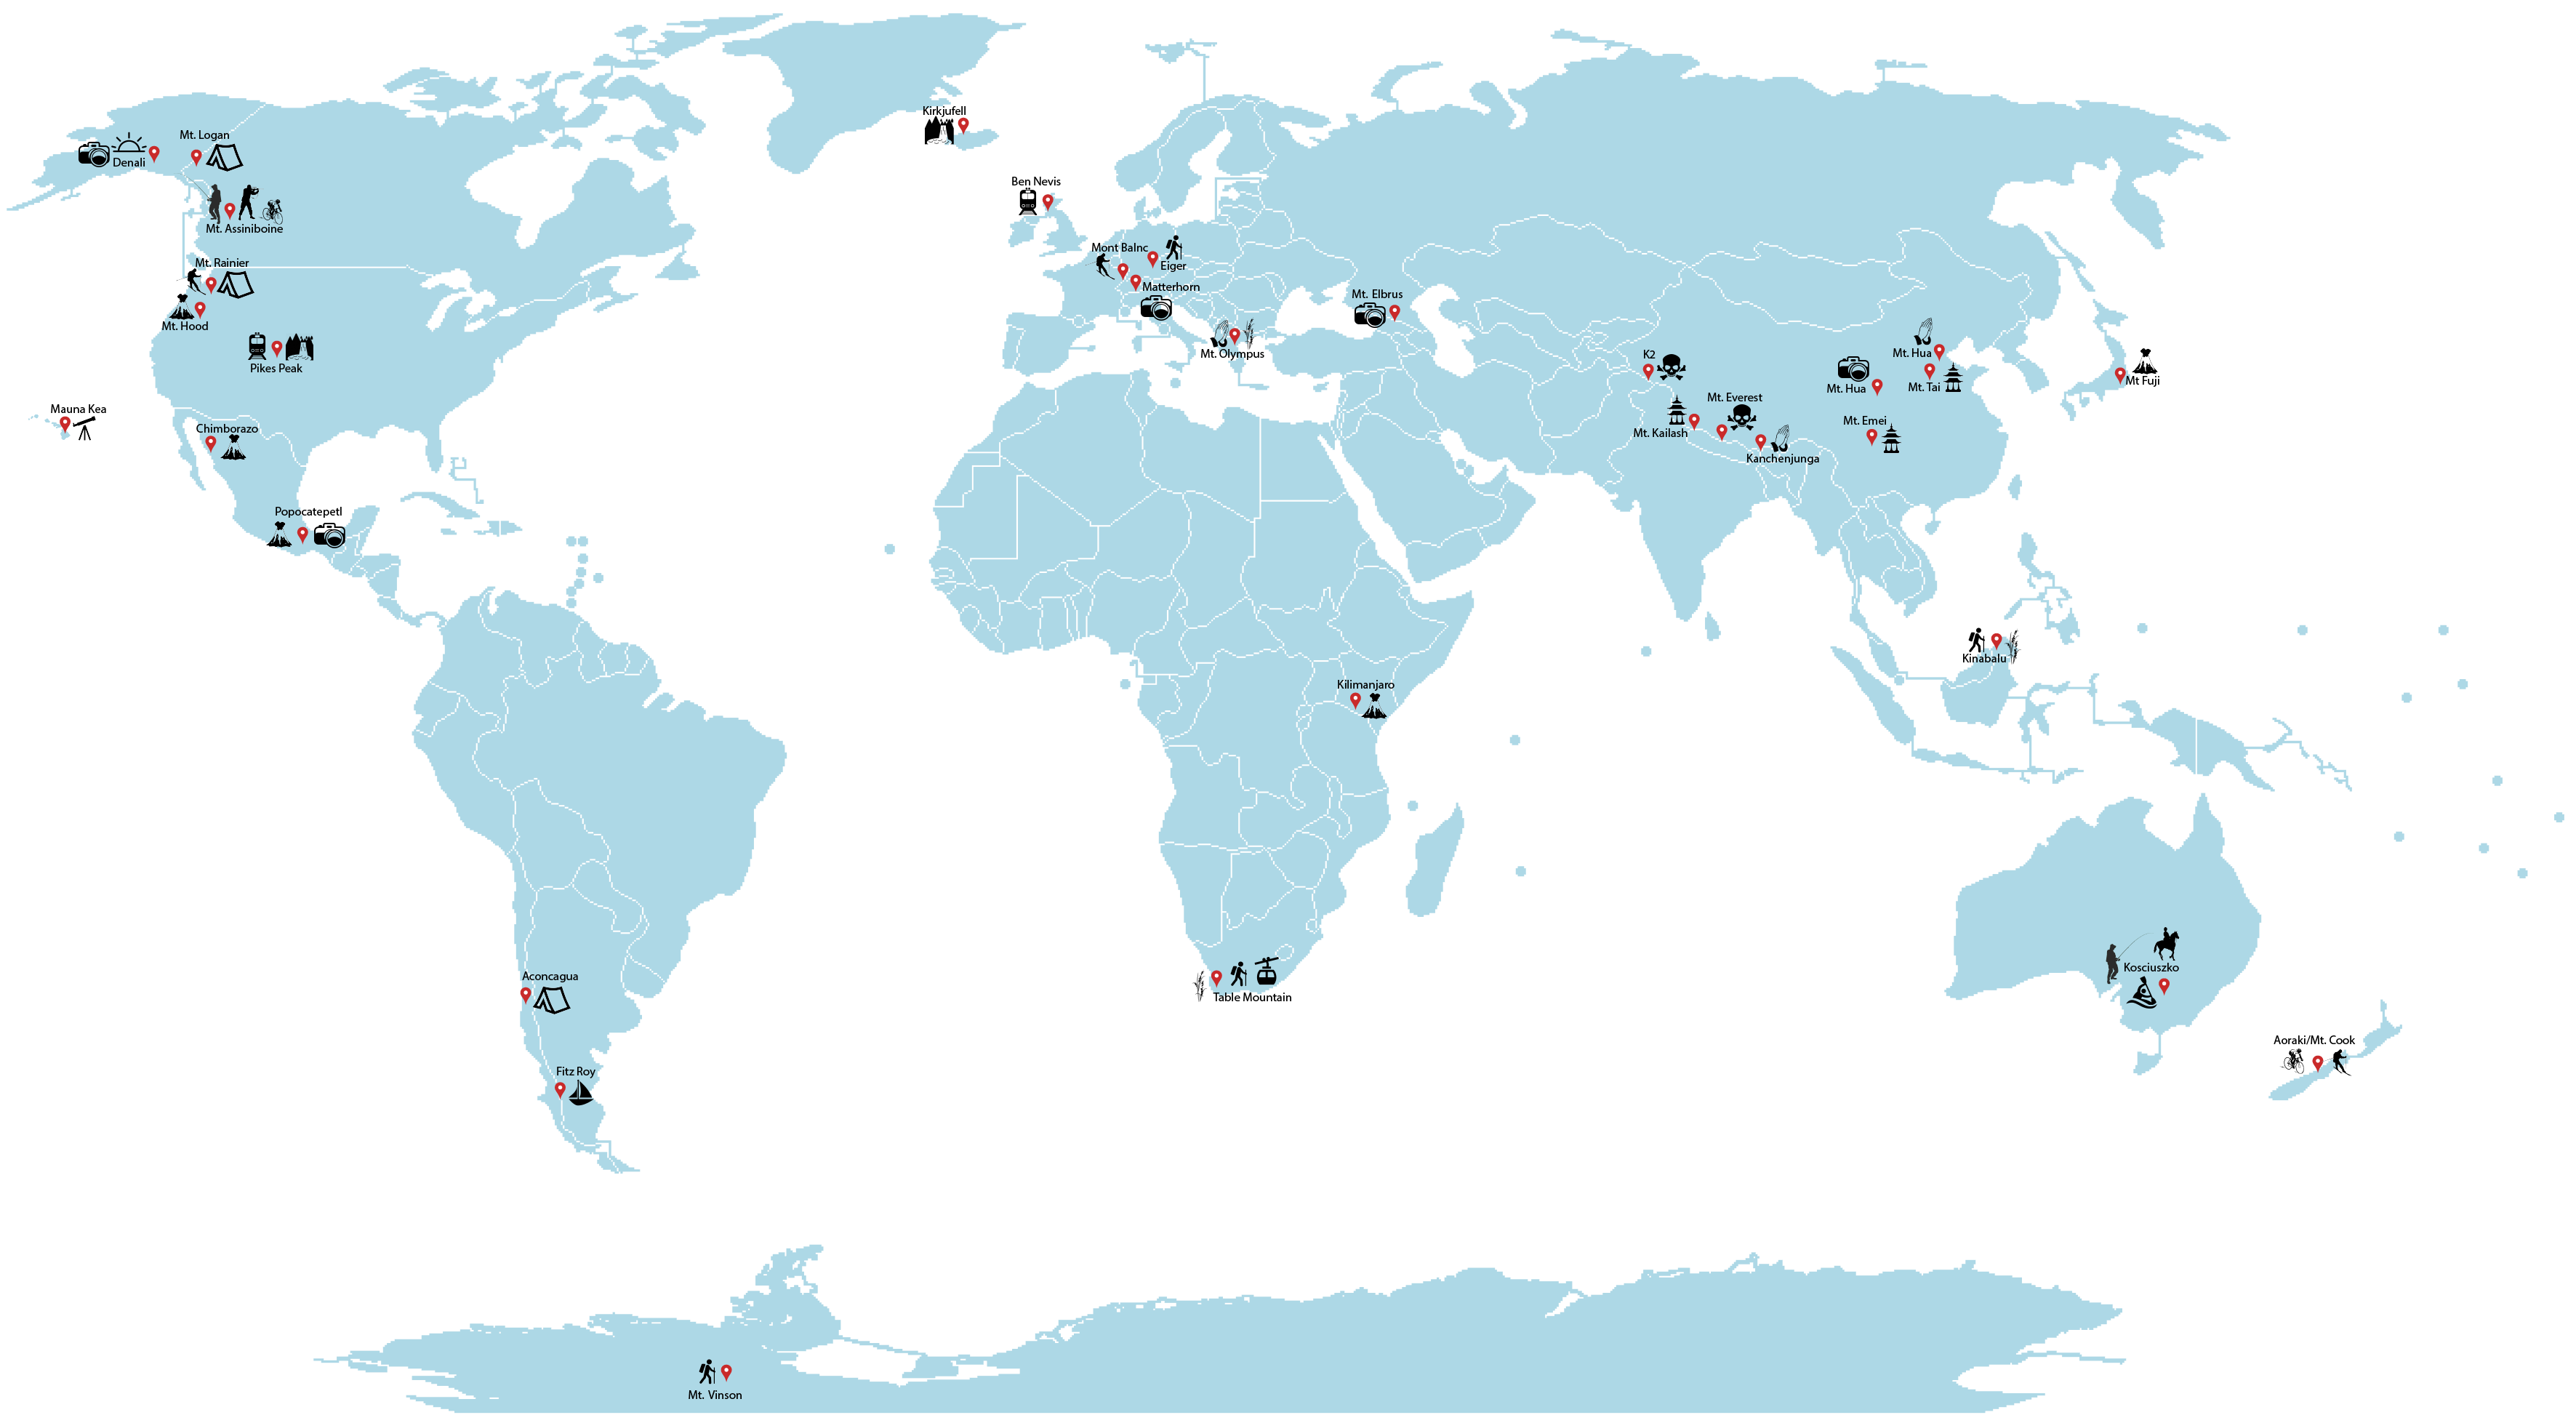 Kirkjufell
Mt. Logan
Denali
Ben Nevis
Mt. Assiniboine
Mont Balnc
Eiger
Mt. Rainier
Matterhorn
Mt. Elbrus
Mt. Hood
Mt. Olympus
Mt. Hua
K2
Pikes Peak
Mt Fuji
Mt. Hua
Mt. Tai
Mt. Everest
Mauna Kea
Mt. Emei
Chimborazo
Mt. Kailash
Kanchenjunga
Popocatepetl
Kinabalu
Kilimanjaro
Kosciuszko
Aconcagua
Table Mountain
Aoraki/Mt. Cook
Fitz Roy
Mt. Vinson